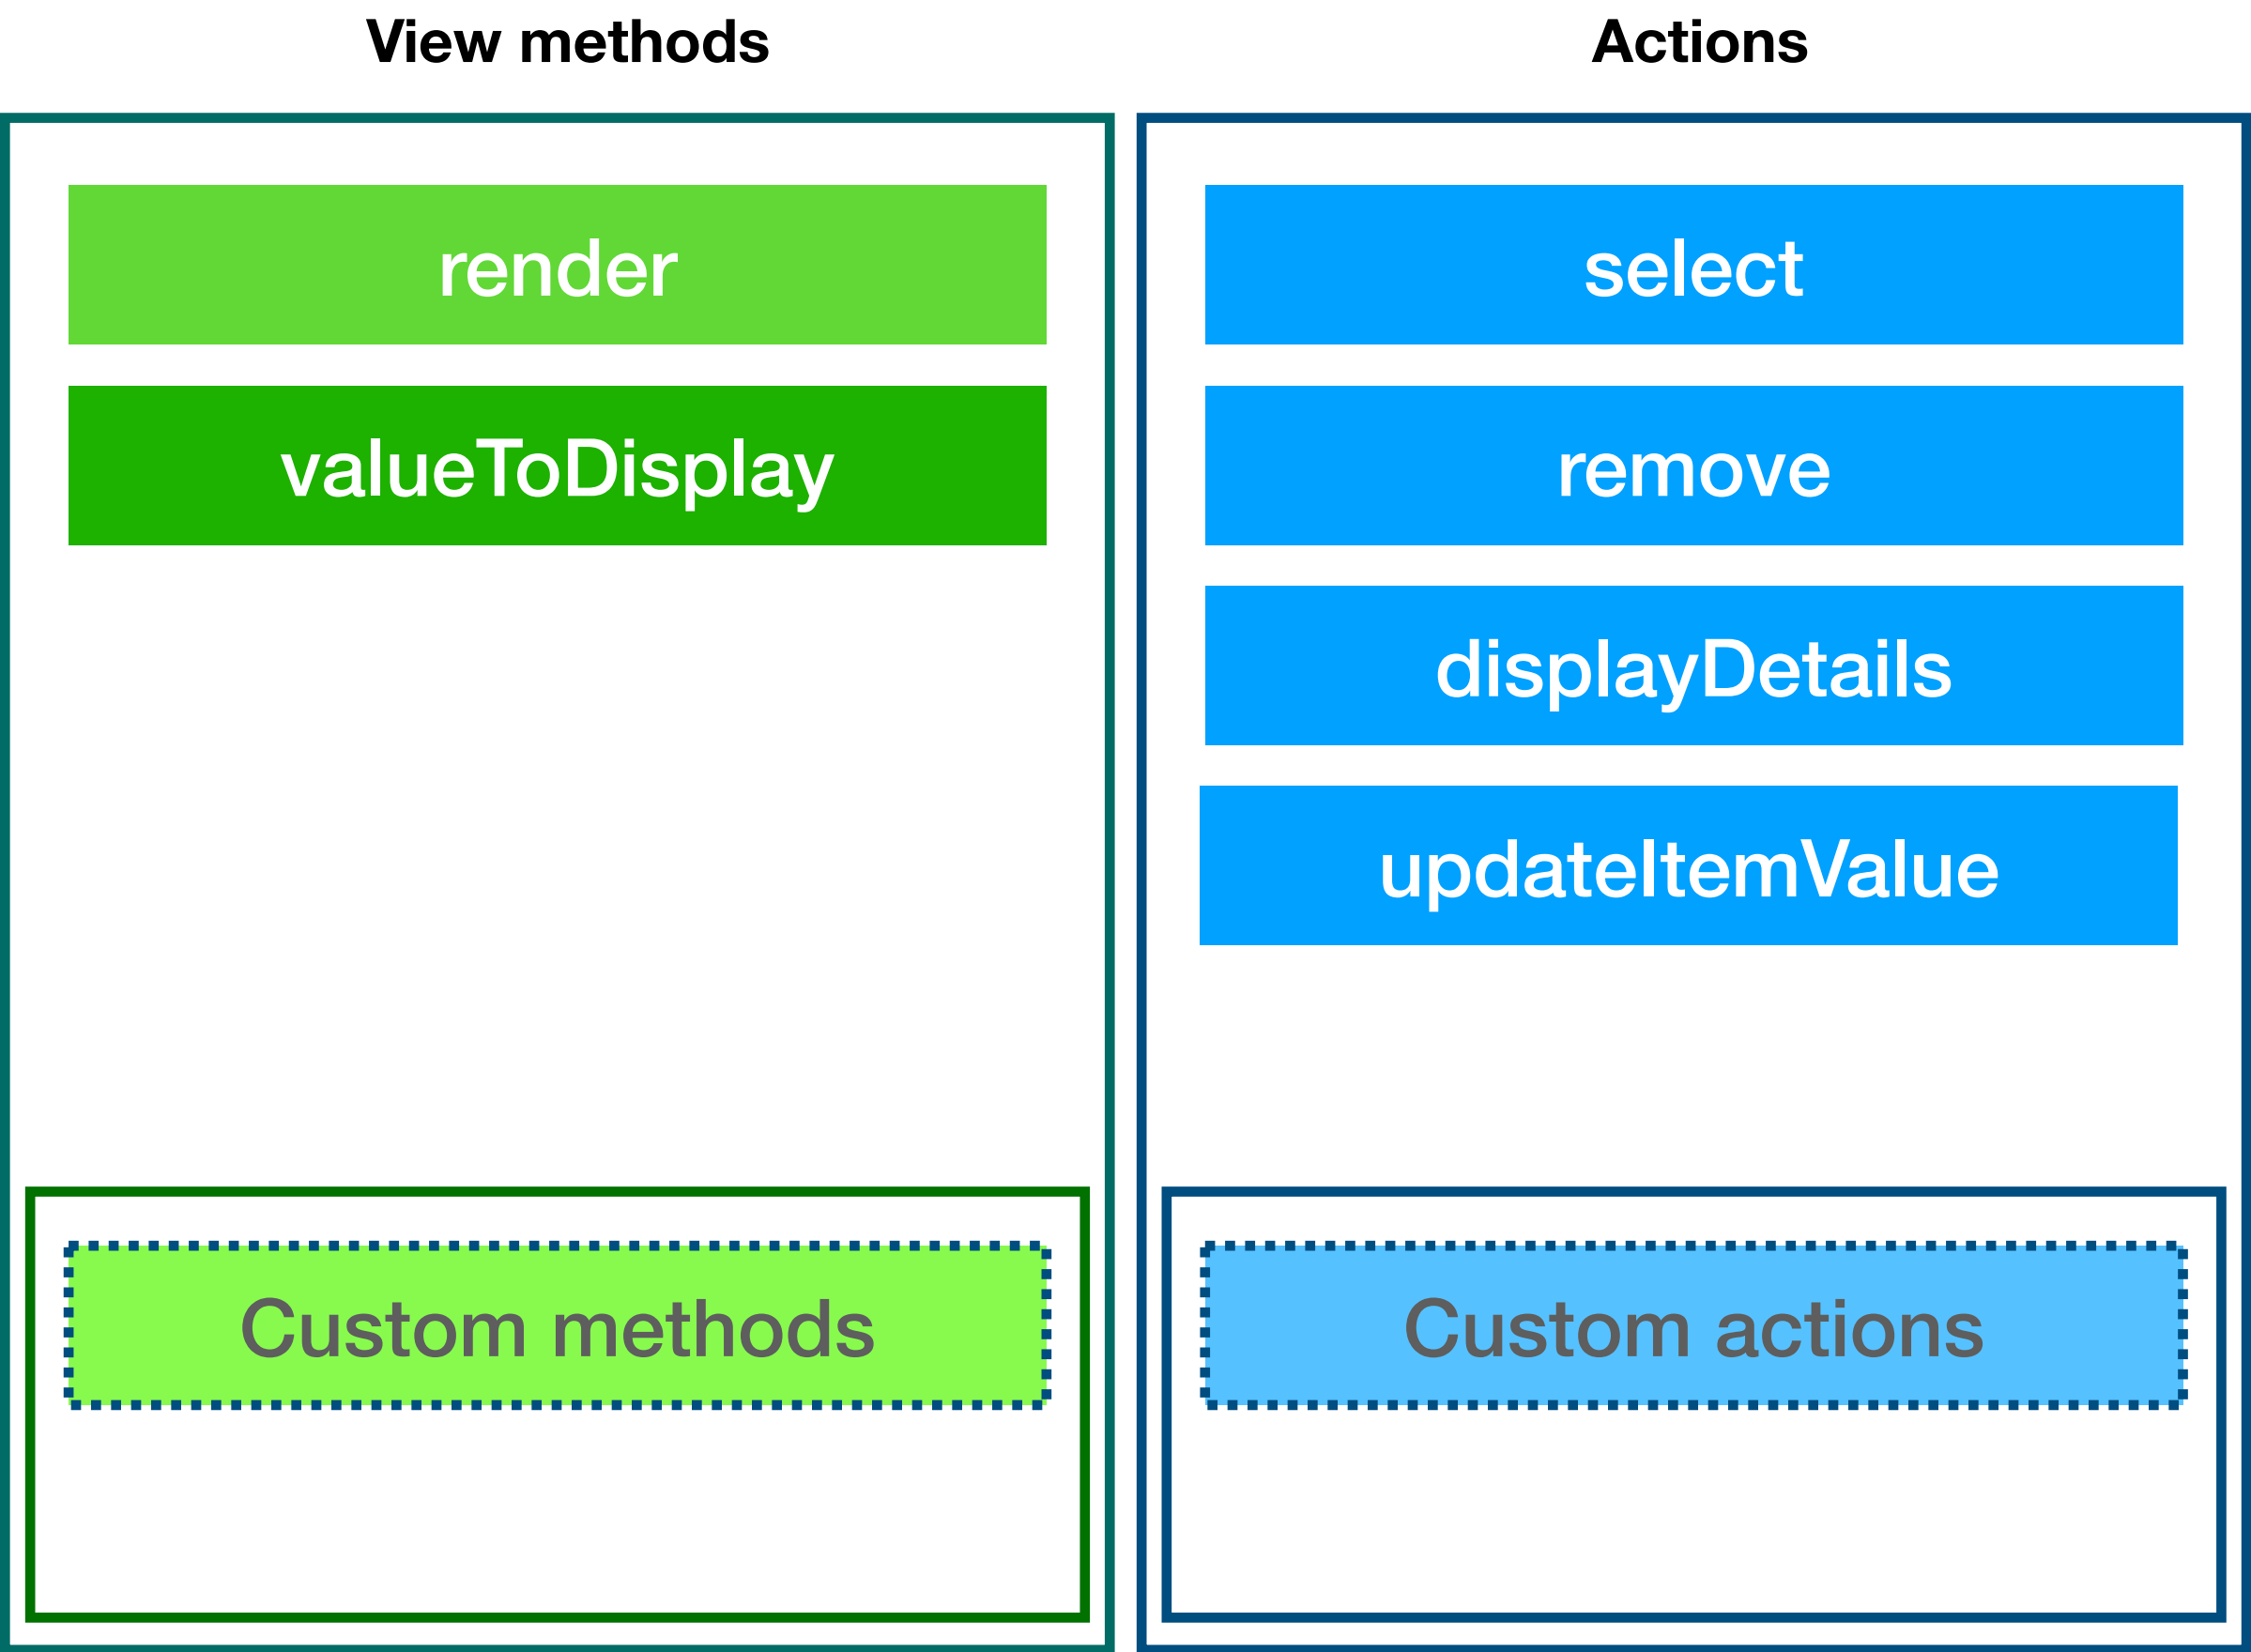 View methods
Actions
render
valueToDisplay
select
remove
displayDetails
updateItemValue
Custom methods
Custom actions